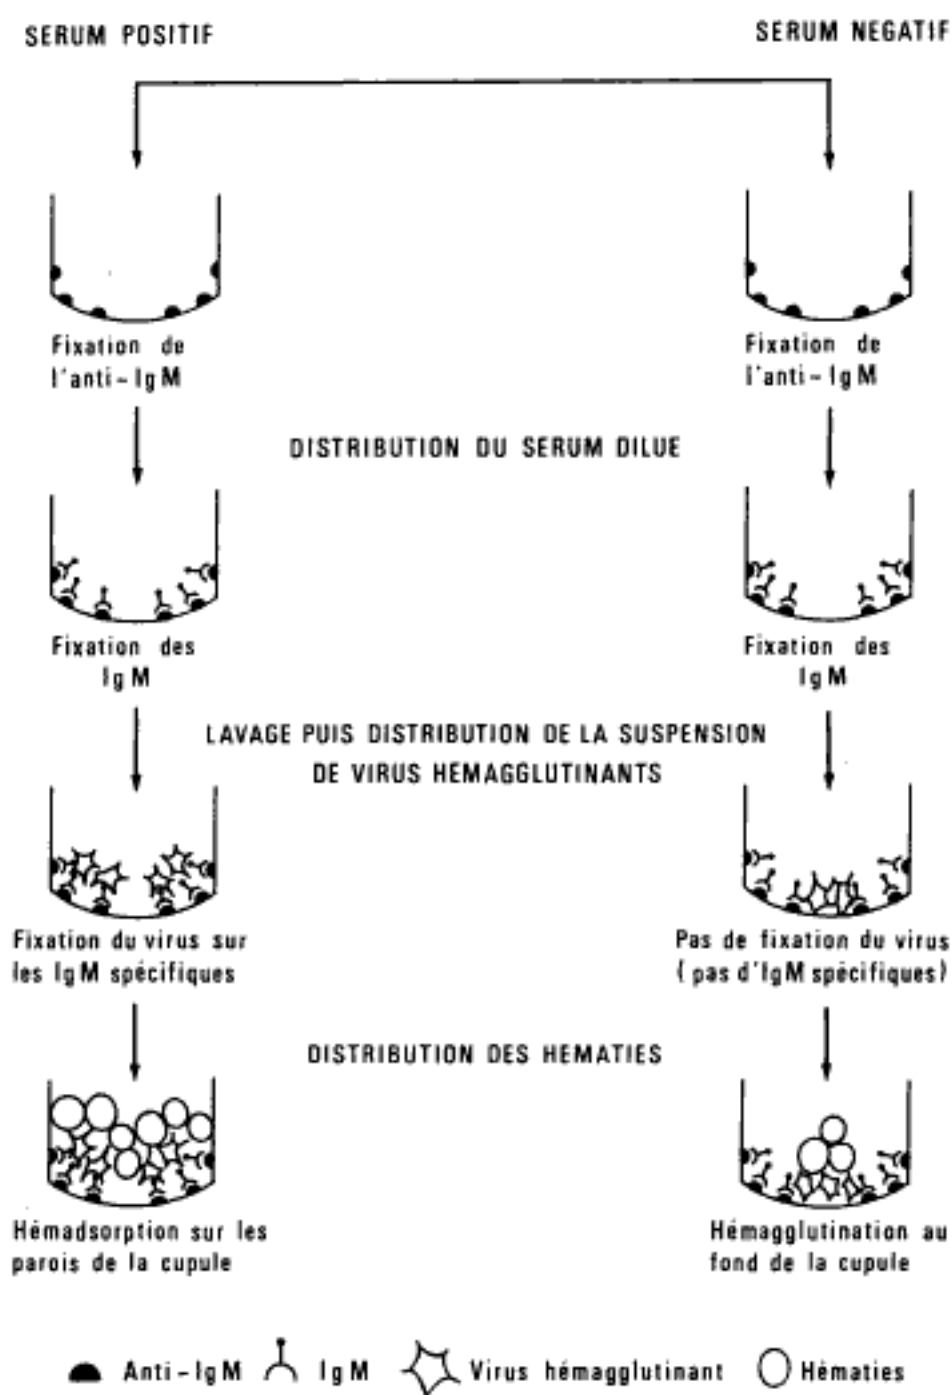 SERUM POSITIF
SERUM NEGATIF
Fixation de
l'anti-IgM
Fixation de
l'anti-IgM
DISTRIBUTION DU SERUM DILUE
Fixation des
IgM
Fixation des
IgM
LAVAGE PUIS DISTRIBUTION DE LA SUSPENSION
DE VIRUS HEMAGGLUTINANTS
Fixation du virus sur
les IgM spécifiques
Pas de fixation du virus
(pas d'IgM spécifiques)
DISTRIBUTION DES HEMATIES
Hémadsorption sur les
parois de la cupule
Hémagglutination au
fond de la cupule
Anti-IgM IgM Virus hémagglutinant Hématies